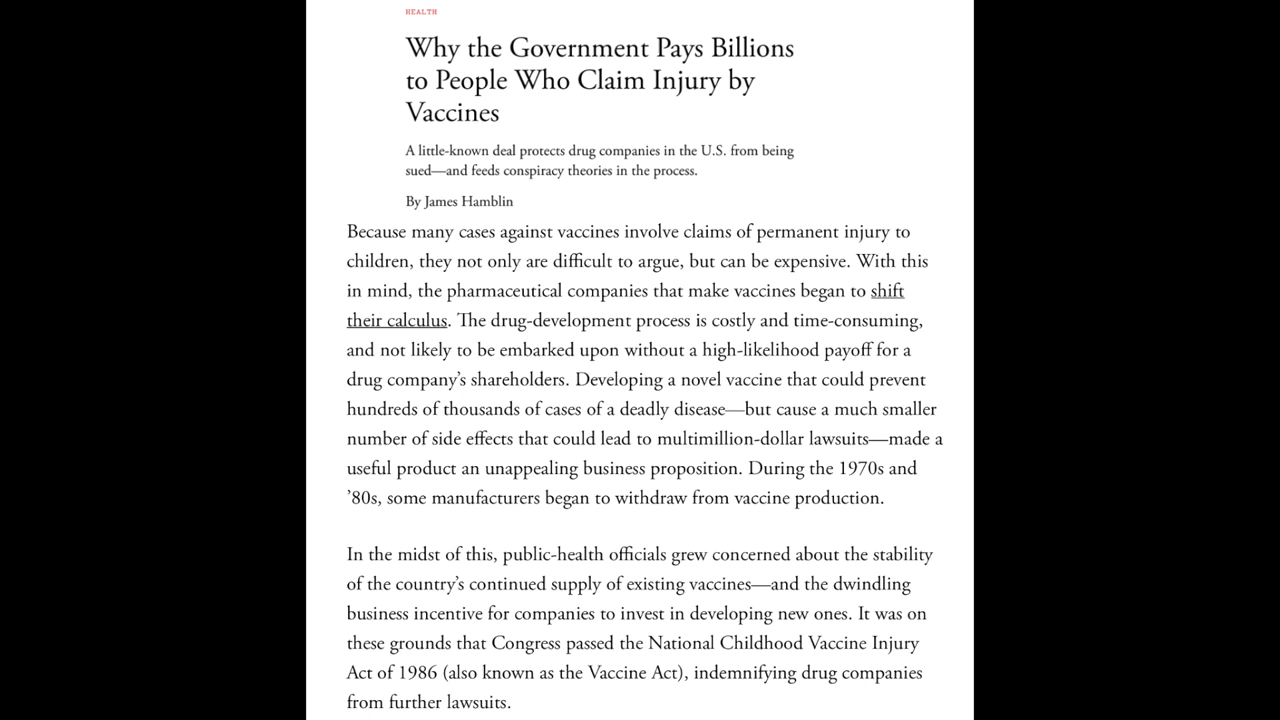 HEALTH
Why the Government Pays Billions
to People Who Claim Injury by
Vaccines
A little-known deal protects drug companies in the U.S. from being
sued—and feeds conspiracy theories in the process.
By James Hamblin
Because many cases against vaccines involve claims of permanent injury to
children, they not only are difficult to argue, but can be expensive. With this
in mind, the pharmaceutical companies that make vaccines began to shift
their calculus. The drug-development process is costly and time-consuming,
and not likely to be embarked upon without a high-likelihood payoff for a
drug company’s shareholders. Developing a novel vaccine that could prevent
hundreds of thousands of cases of a deadly disease—but cause a much smaller
number of side effects that could lead to multimillion-dollar lawsuits—made a
useful product an unappealing business proposition. During the 1970s and
’80s, some manufacturers began to withdraw from vaccine production.
In the midst of this, public-health officials grew concerned about the stability
of the country’s continued supply of existing vaccines—and the dwindling
business incentive for companies to invest in developing new ones. It was on
these grounds that Congress passed the National Childhood Vaccine Injury
Act of 1986 (also known as the Vaccine Act), indemnifying drug companies
from further lawsuits.